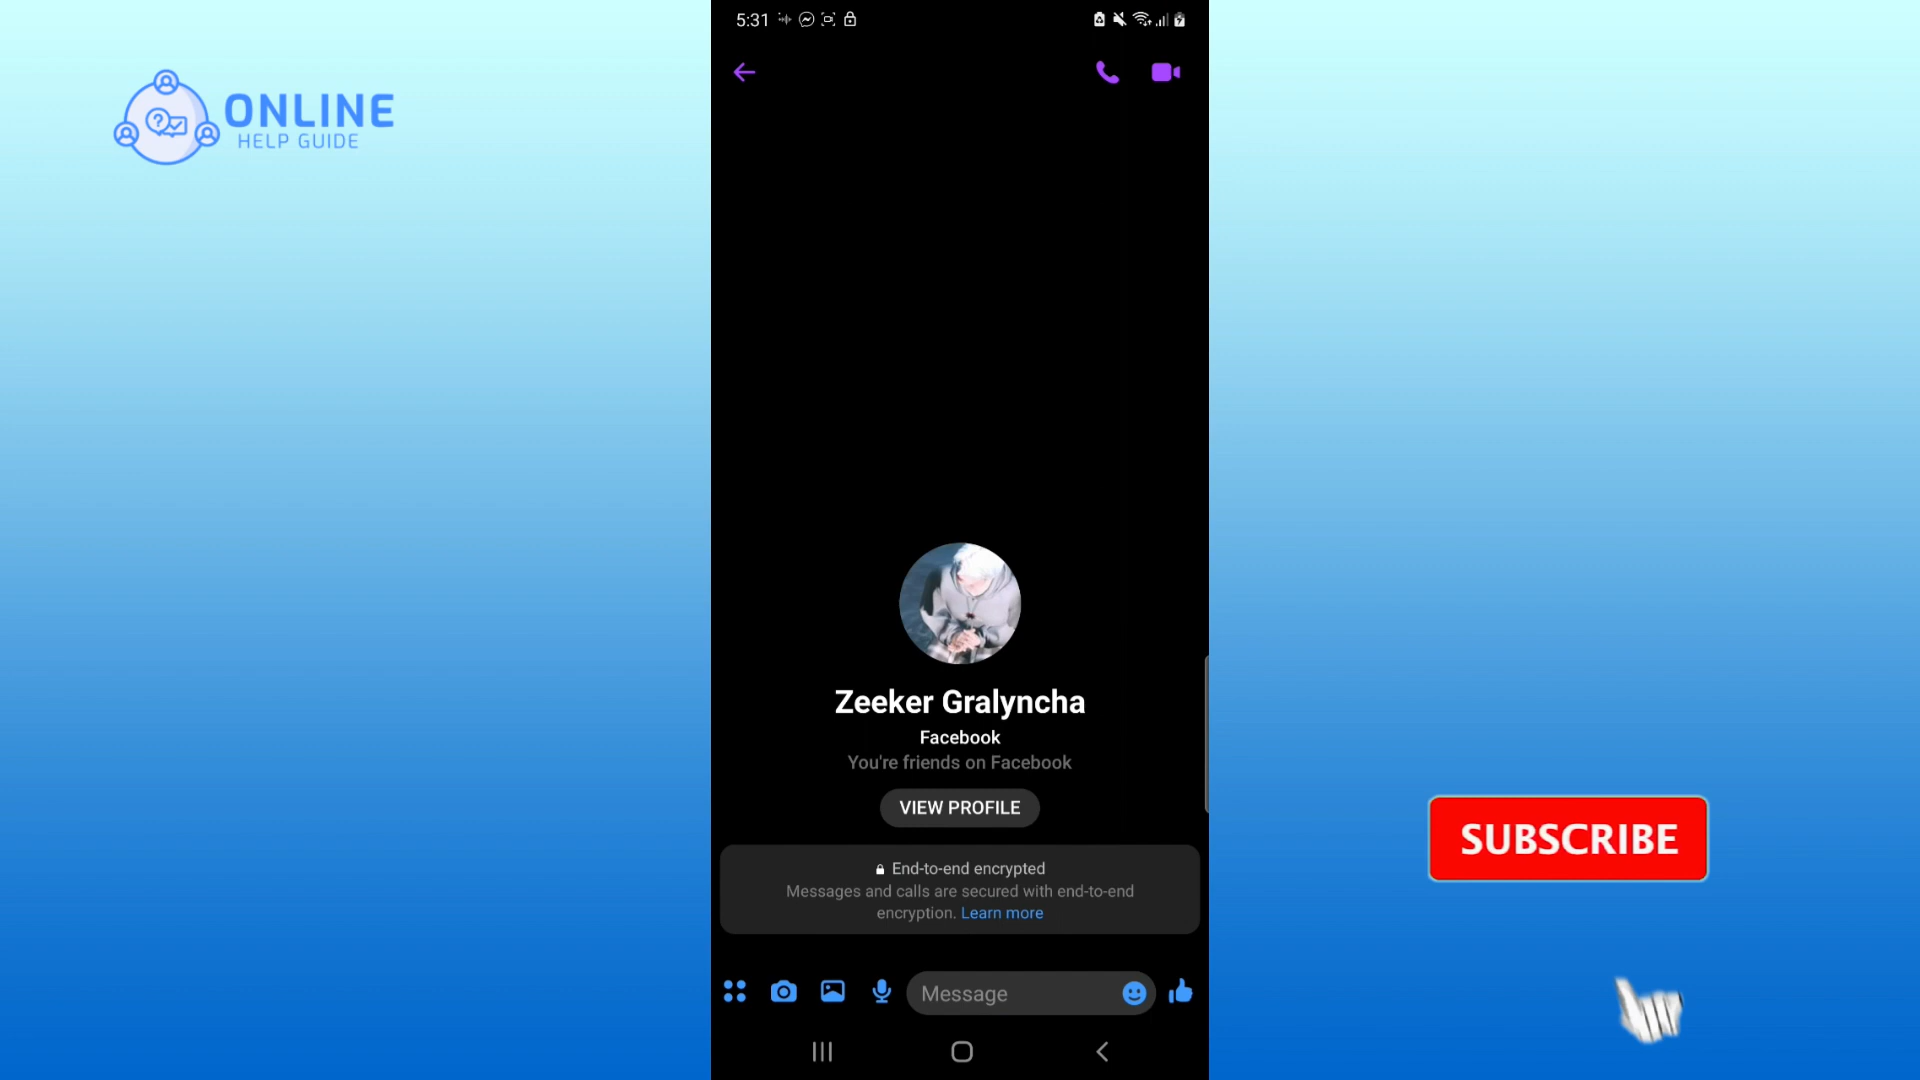 5:31
ONLINE
HELP GUIDE
Zeeker Gralyncha
Facebook
You're friends on Facebook
VIEW PROFILE
End-to-end encrypted
Messages and calls are secured with end-to-end
encryption. Learn more
Message
SUBSCRIBE